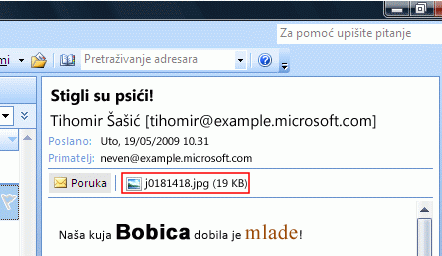 Za pomoć upišite pitanje
mi
Pretraživanje adresara
Stigli su psići!
Tihomir Šašić [tihomir@example.microsoft.com]
Poslano: Uto, 19/05/2009 10.31
Primatelj: neven@example.microsoft.com
Poruka j0181418.jpg (19 KB)
Naša kuja Bobica dobila je mlade!